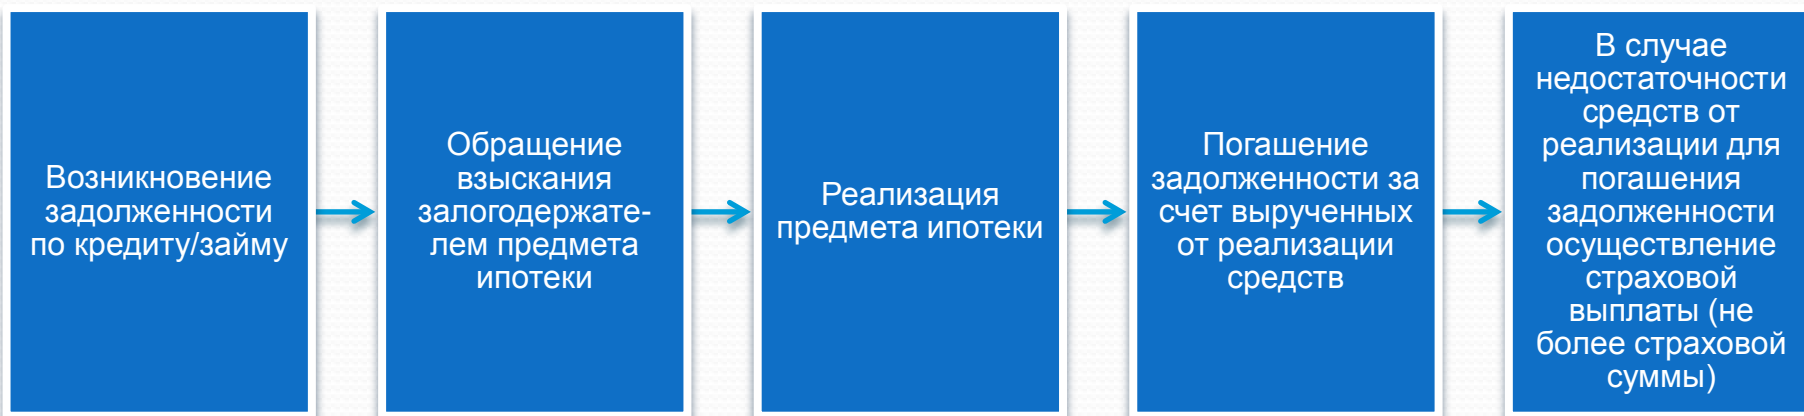 Возникновение
задолженности
по кредиту/займу
Обращение
взыскания
залогодержате-
лем предмета
ипотеки
Реализация
предмета ипотеки
Погашение
задолженности за
счет вырученных
от реализации
средств
В случае
недостаточности
средств от
реализации для
погашения
задолженности
осуществление
страховой
выплаты (не
более страховой
суммы)